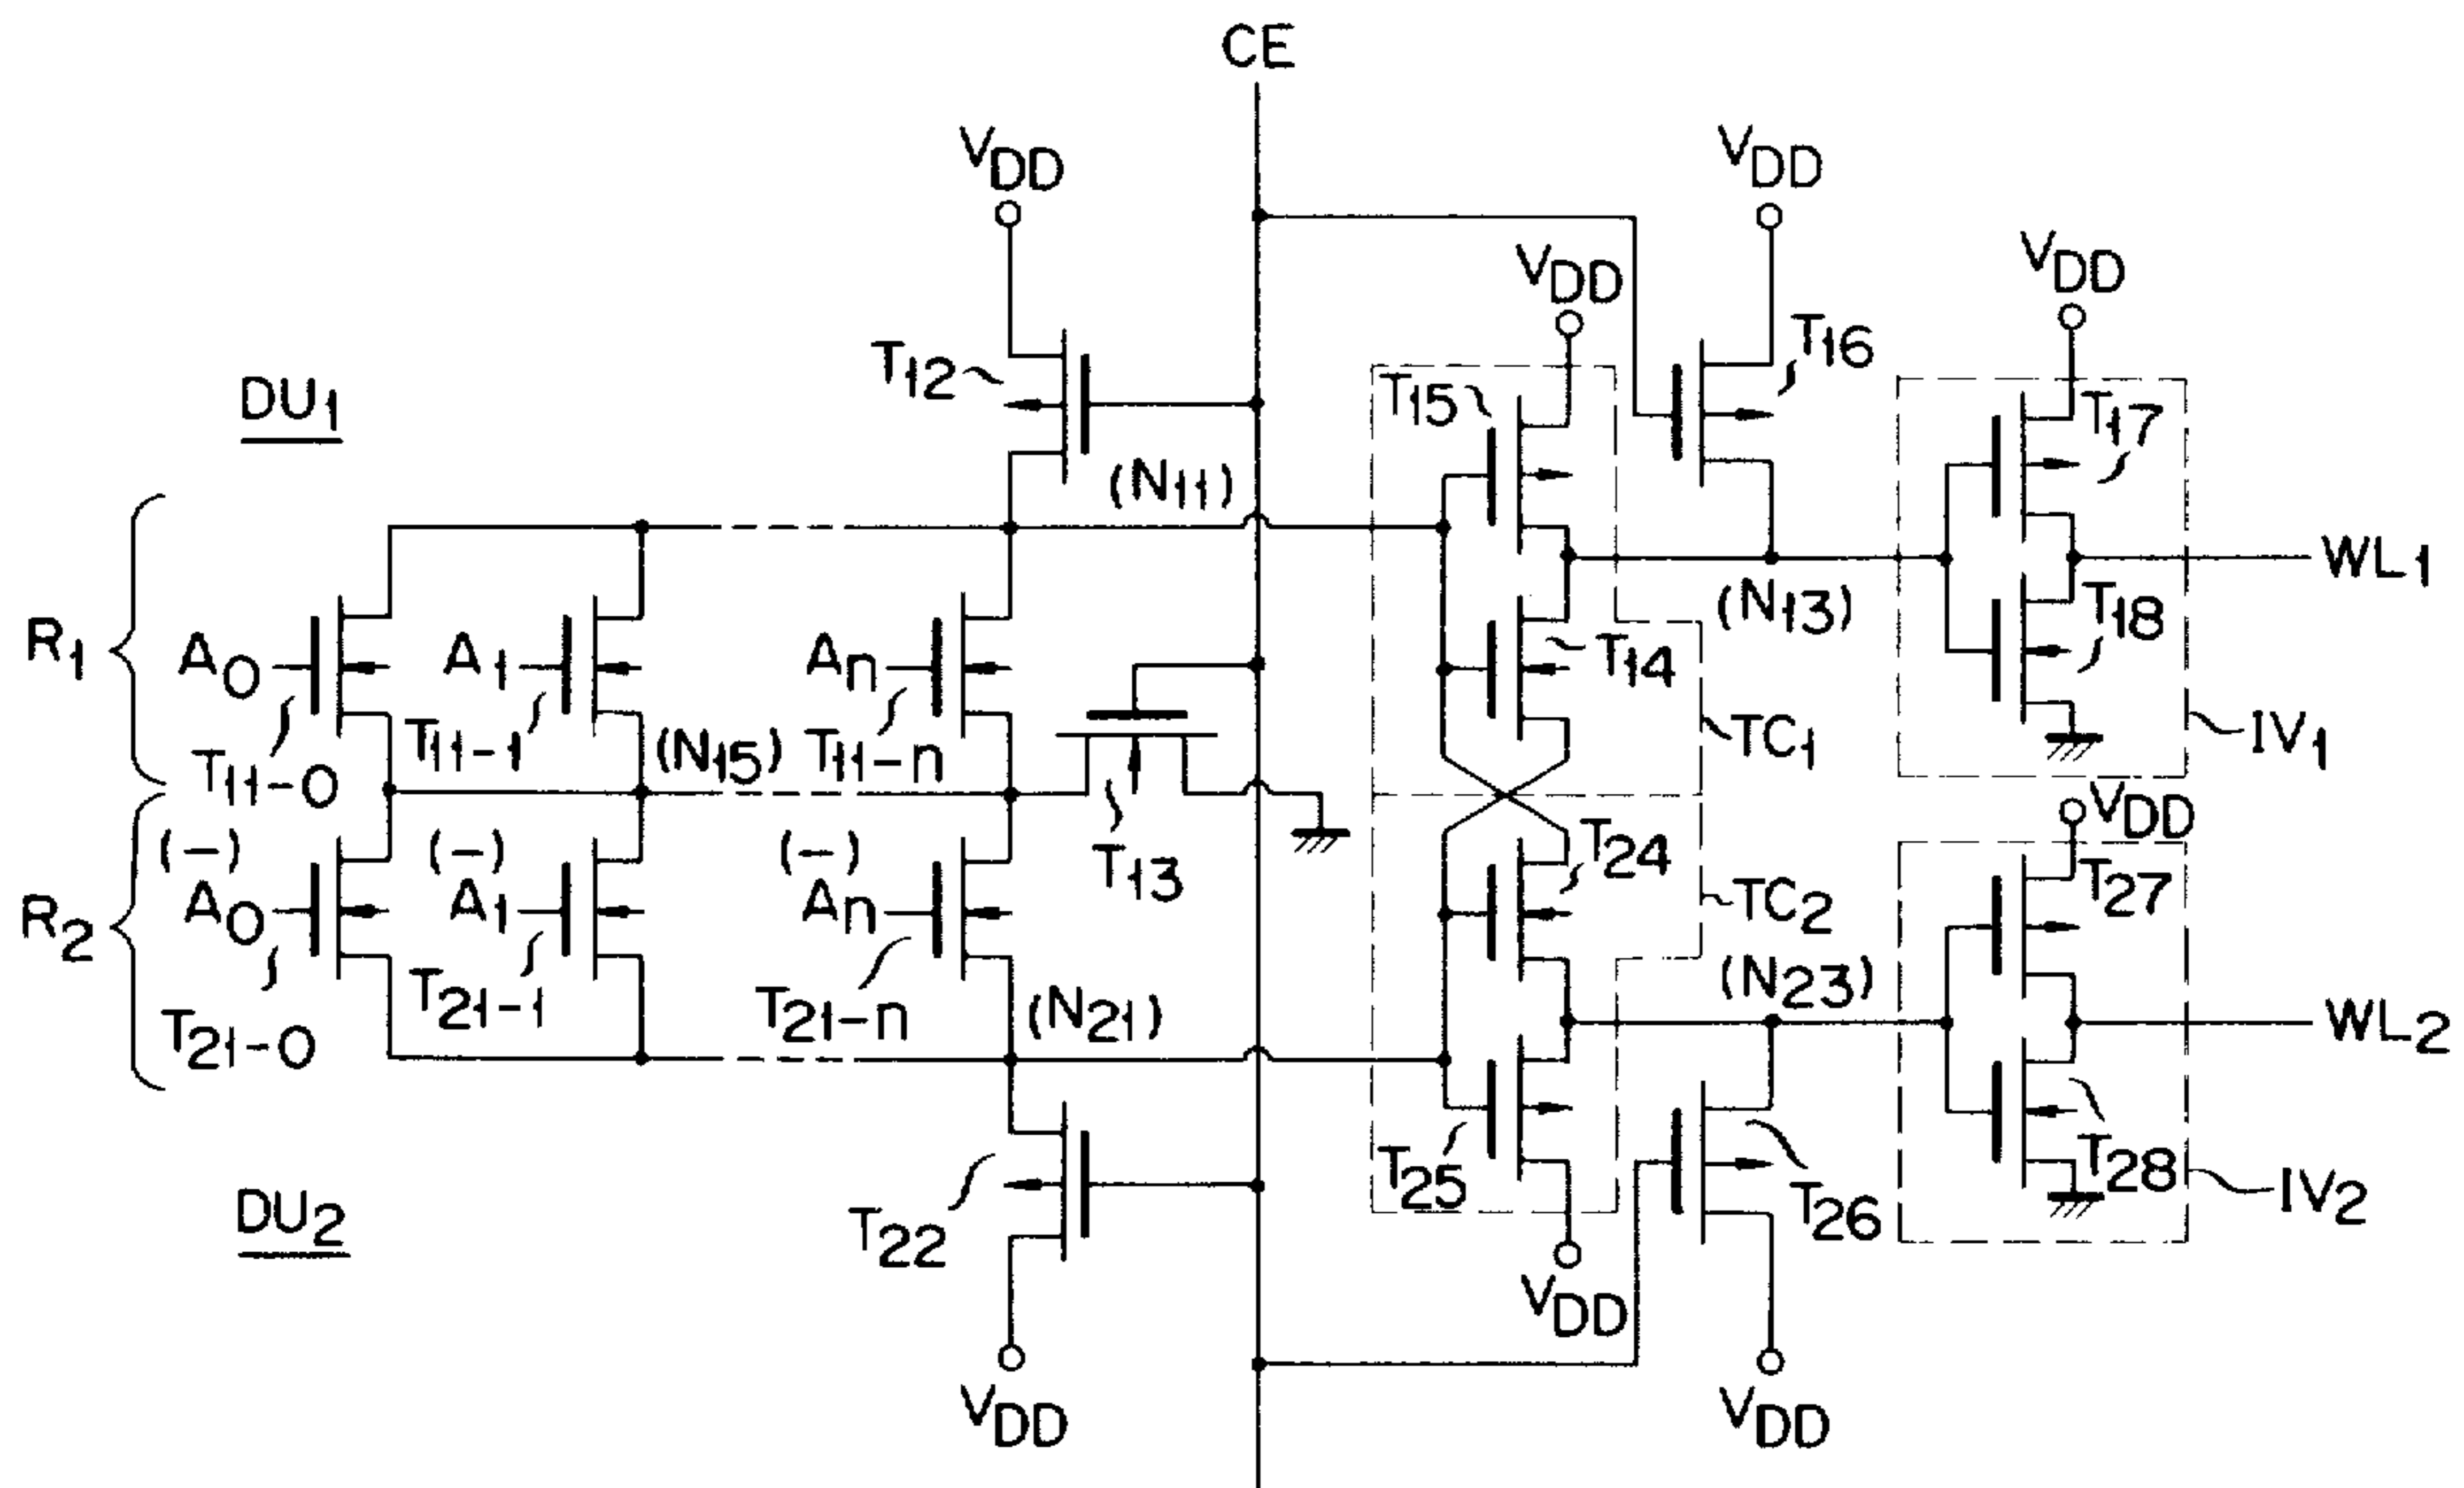 CE
VDD
VDD
VDD
VDD
T12
T15
T16
T17
DU1
(N11)
R1
A0
A1
An
T14
(N13)
T18
WL1
T11-0
T11-1
(N15)
T11-n
TC1
IV1
VDD
(-)
(-)
(-)
T13
T24
T27
R2
A0
A1
An
TC2
T21-0
T21-1
T21-n
(N21)
(N23)
WL2
T22
T25
T26
T28
IV2
DU2
VDD
VDD
VDD